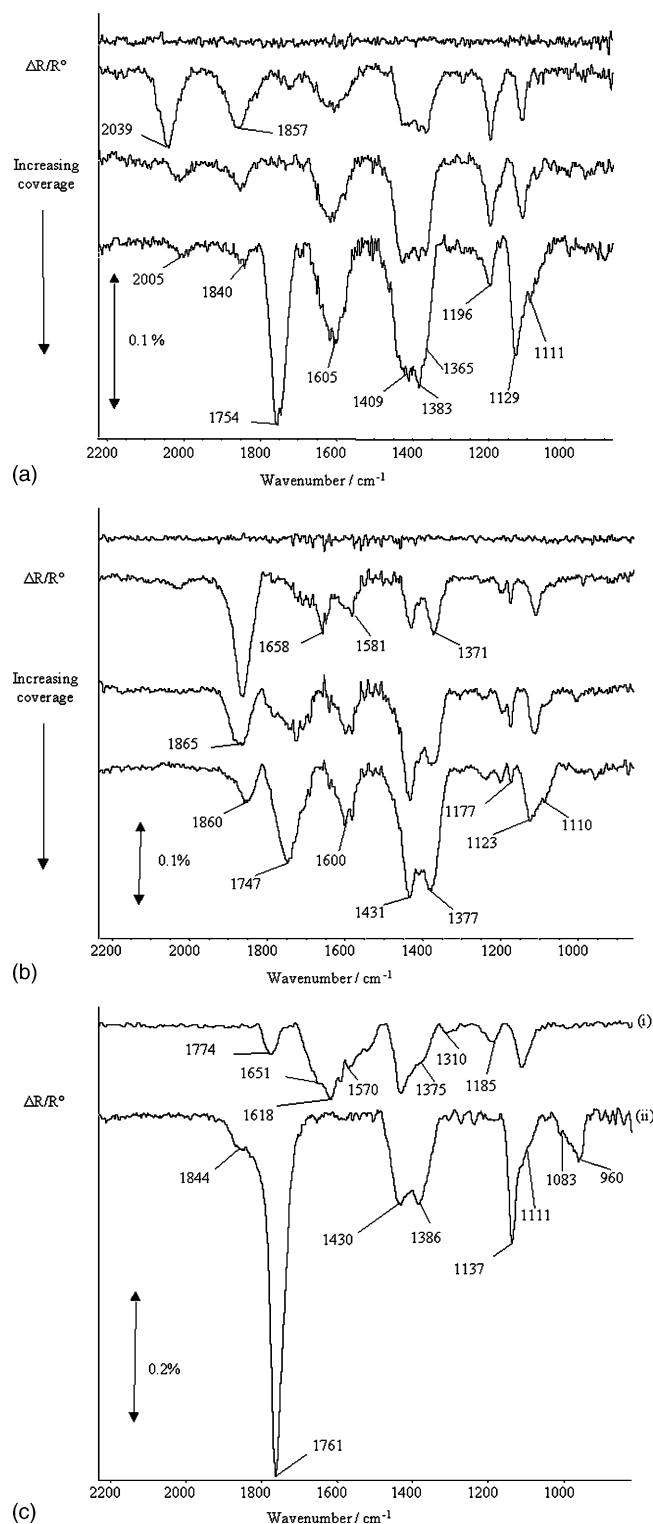 ΔR/R°
2039
1857
Increasing
coverage
2005
1840
1196
1111
0.1 %
1605
1365
1409
1383
1129
1754
2200 2000 1800 1600 1400 1200 1000
(a)
Wavenumber / cm-1
ΔR/R°
1658
1581
1371
Increasing
coverage
1865
1860
1177
1110
1123
0.1%
1747
1600
1431
1377
2200 2000 1800 1600 1400 1200 1000
(b)
Wavenumber / cm-1
(i)
1774
1651
1570
1375
1310
1185
1618
ΔR/R°
(ii)
1844
1083
960
1111
1430
1386
1137
0.2%
1761
2200 2000 1800 1600 1400 1200 1000
(c)
Wavenumber / cm-1